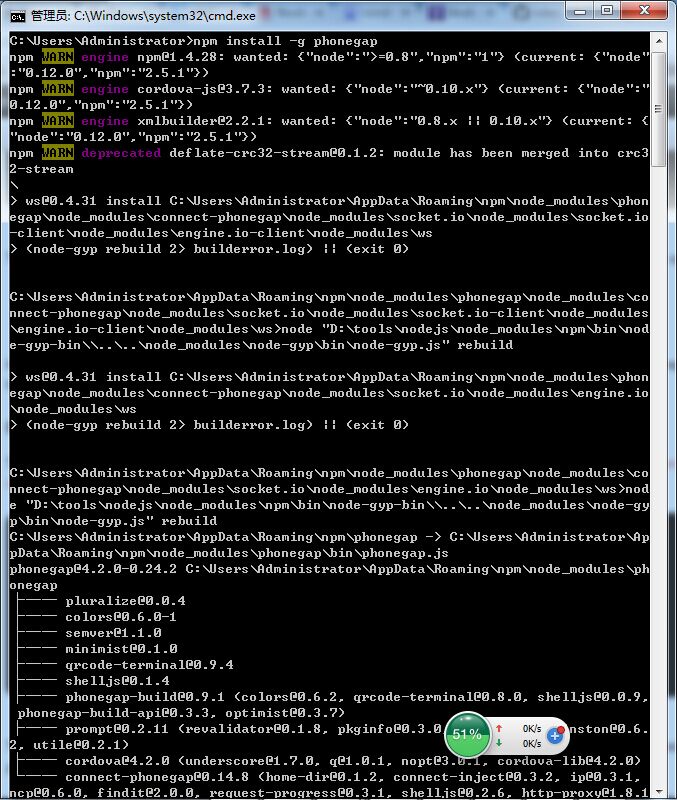 管理员: C:\Windows\system32\cmd.exe
C:\Users\Administrator>npm install -g phonegap
npm WARN engine npm@1.4.28: wanted: {"node":">=0.8","npm":"1"} (current: {"node"
:"0.12.0","npm":"2.5.1"})
npm WARN engine cordova-js@3.7.3: wanted: {"node":"~0.10.x"} (current: {"node":"
0.12.0","npm":"2.5.1"})
npm WARN engine xmlbuilder@2.2.1: wanted: {"node":"0.8.x || 0.10.x"} (current: {
"node":"0.12.0","npm":"2.5.1"})
npm WARN deprecated deflate-crc32-stream@0.1.2: module has been merged into crc3
2-stream
\
> ws@0.4.31 install C:\Users\Administrator\AppData\Roaming\npm\node_modules\phon
egap\node_modules\connect-phonegap\node_modules\socket.io\node_modules\socket.io
-client\node_modules\engine.io-client\node_modules\ws
> (node-gyp rebuild 2> builderror.log) || (exit 0)
C:\Users\Administrator\AppData\Roaming\npm\node_modules\phonegap\node_modules\co
nnect-phonegap\node_modules\socket.io\node_modules\socket.io-client\node_modules
\engine.io-client\node_modules\ws>node "D:\tools\nodejs\node_modules\npm\bin\nod
e-gyp-bin\\..\..\node_modules\node-gyp\bin\node-gyp.js" rebuild
> ws@0.4.31 install C:\Users\Administrator\AppData\Roaming\npm\node_modules\phon
egap\node_modules\connect-phonegap\node_modules\socket.io\node_modules\engine.io
\node_modules\ws
> (node-gyp rebuild 2> builderror.log) || (exit 0)
C:\Users\Administrator\AppData\Roaming\npm\node_modules\phonegap\node_modules\co
nnect-phonegap\node_modules\socket.io\node_modules\engine.io\node_modules\ws>nod
e "D:\tools\nodejs\node_modules\npm\bin\node-gyp-bin\\..\..\node_modules\node-gy
p\bin\node-gyp.js" rebuild
C:\Users\Administrator\AppData\Roaming\npm\phonegap -> C:\Users\Administrator\Ap
pData\Roaming\npm\node_modules\phonegap\bin\phonegap.js
phonegap@4.2.0-0.24.2 C:\Users\Administrator\AppData\Roaming\npm\node_modules\ph
onegap
├── pluralize@0.0.4
├── colors@0.6.0-1
├── semver@1.1.0
├── minimist@0.1.0
├── qrcode-terminal@0.9.4
├── shelljs@0.1.4
├── phonegap-build@0.9.1 (colors@0.6.2, qrcode-terminal@0.8.0, shelljs@0.0.9,
phonegap-build-api@0.3.3, optimist@0.3.7)
├── prompt@0.2.11 (revalidator@0.1.8, pkginfo@0.3.0 nston@0.6.
2, utile@0.2.1)
├── cordova@4.2.0 (underscore@1.7.0, q@1.0.1, nopt@3.0.1, cordova-lib@4.2.0)
└── connect-phonegap@0.14.8 (home-dir@0.1.2, connect-inject@0.3.2, ip@0.3.1,
ncp@0.6.0, findit@2.0.0, request-progress@0.3.1, shelljs@0.2.6, http-proxy@1.8.1
51%
0K/s
0K/s